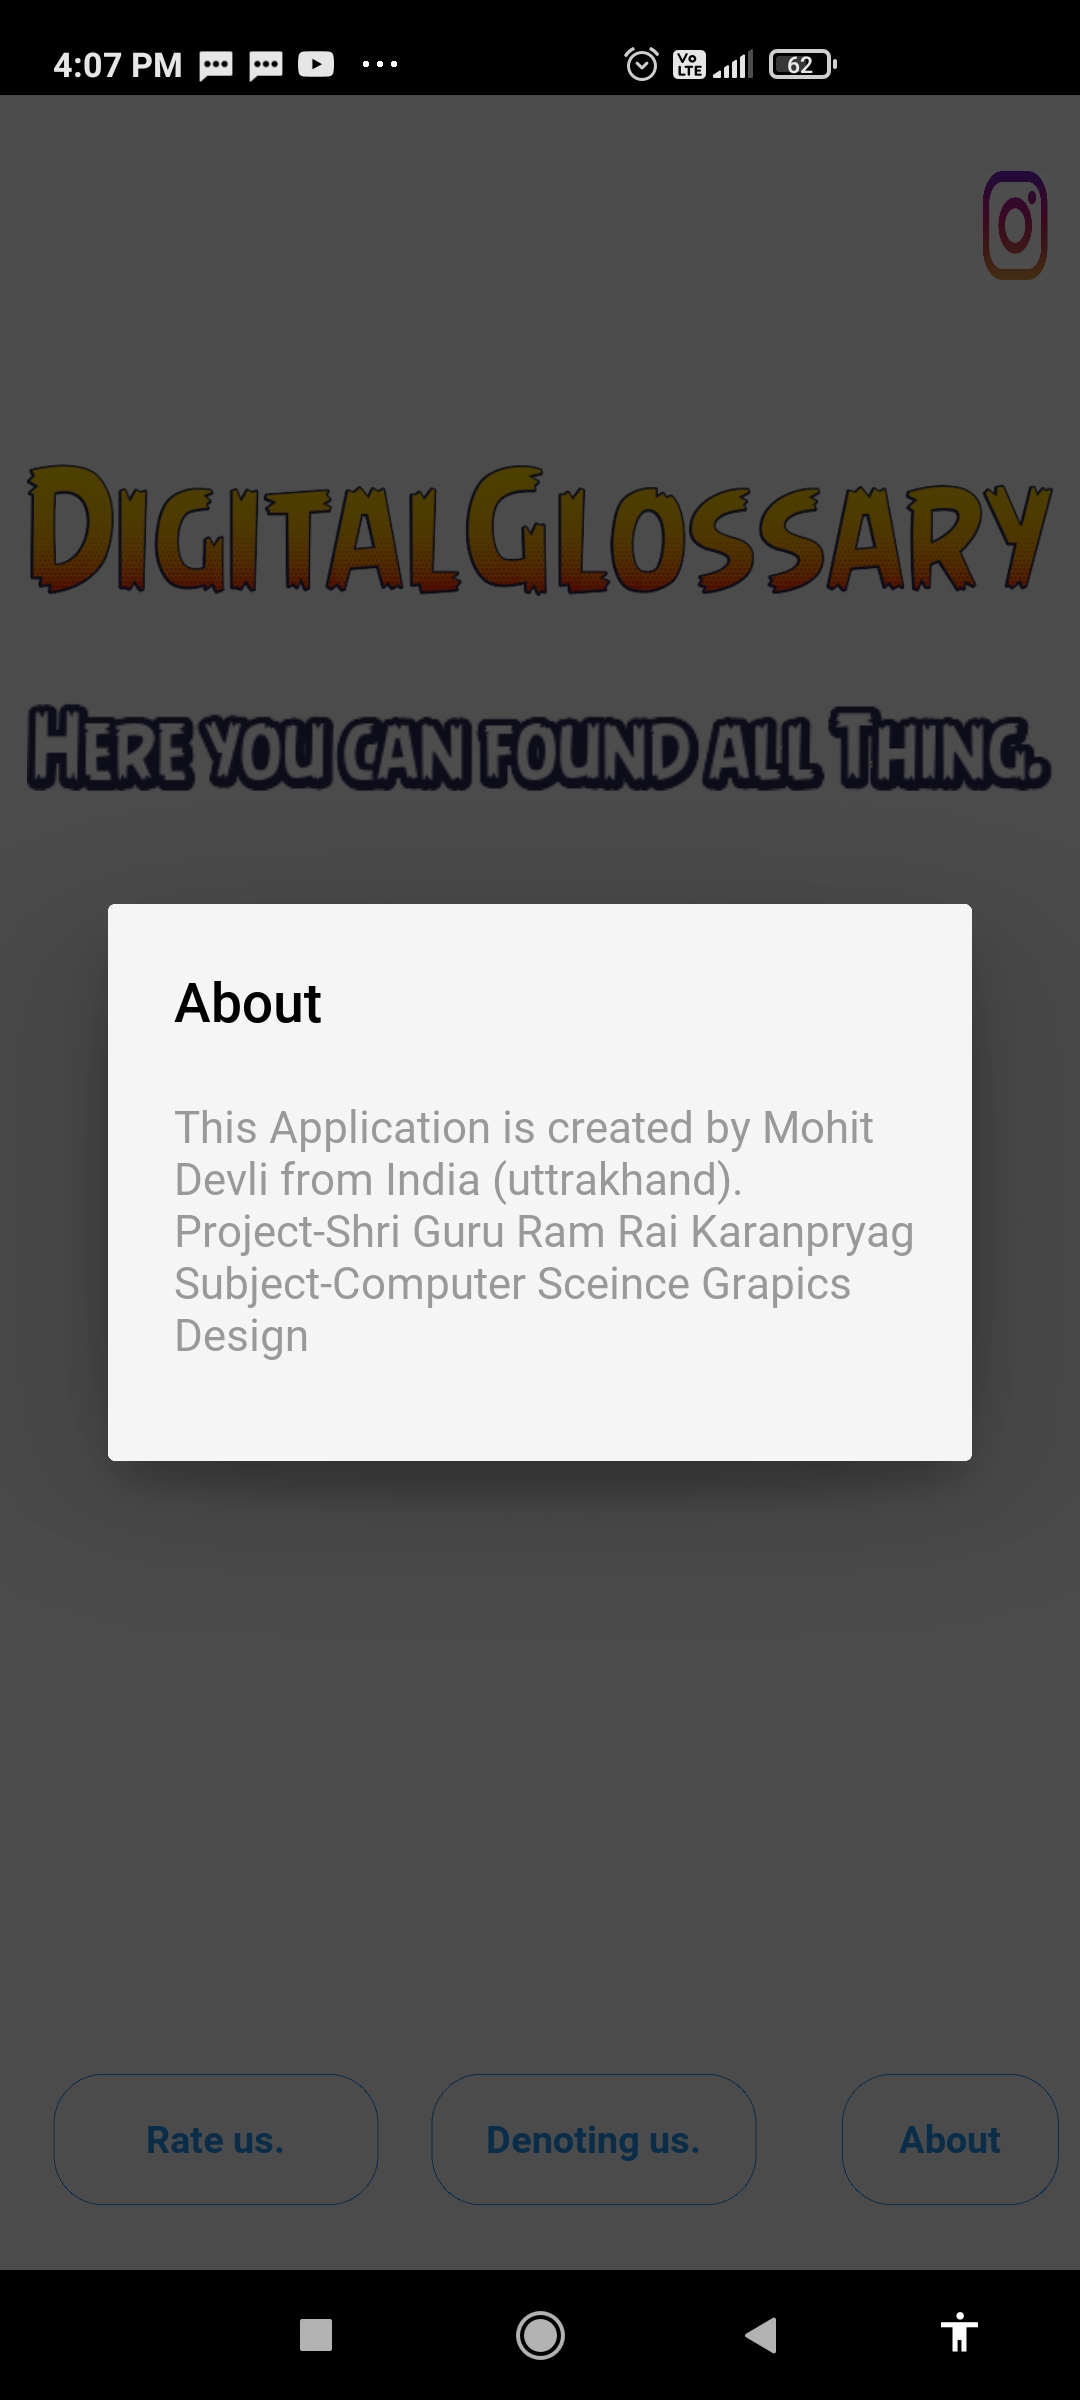 4:07 PM
Vo LTE
62
DIGITALGLOSSARY
HERE YOU CAN FOUND ALL THING.
About
This Application is created by Mohit
Devli from India (uttrakhand).
Project-Shri Guru Ram Rai Karanpryag
Subject-Computer Sceince Grapics
Design
Rate us.
Denoting us.
About